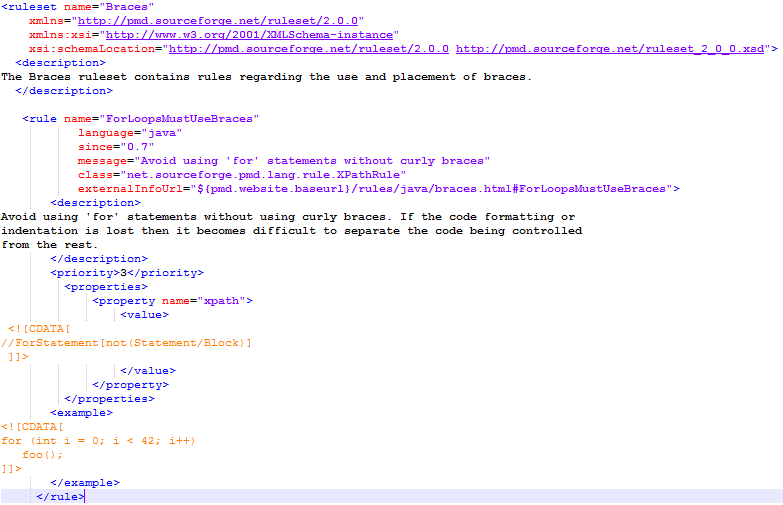 <ruleset name="Braces"
    xmlns="http://pmd.sourceforge.net/ruleset/2.0.0"
    xmlns:xsi="http://www.w3.org/2001/XMLSchema-instance"
    xsi:schemaLocation="http://pmd.sourceforge.net/ruleset/2.0.0 http://pmd.sourceforge.net/ruleset_2_0_0.xsd">
  <description>
The Braces ruleset contains rules regarding the use and placement of braces.
  </description>

   <rule name="ForLoopsMustUseBraces"
           language="java"
           since="0.7"
           message="Avoid using 'for' statements without curly braces"
           class="net.sourceforge.pmd.lang.rule.XPathRule"
           externalInfoUrl="${pmd.website.baseurl}/rules/java/braces.html#ForLoopsMustUseBraces">
       <description>
Avoid using 'for' statements without using curly braces. If the code formatting or
indentation is lost then it becomes difficult to separate the code being controlled
from the rest.
       </description>
       <priority>3</priority>
         <properties>
             <property name="xpath">
                 <value>
 <![CDATA[
//ForStatement[not(Statement/Block)]
 ]]>
                 </value>
             </property>
         </properties>
       <example>
<![CDATA[
for (int i = 0; i < 42; i++)
   foo();
]]>
       </example>
     </rule>